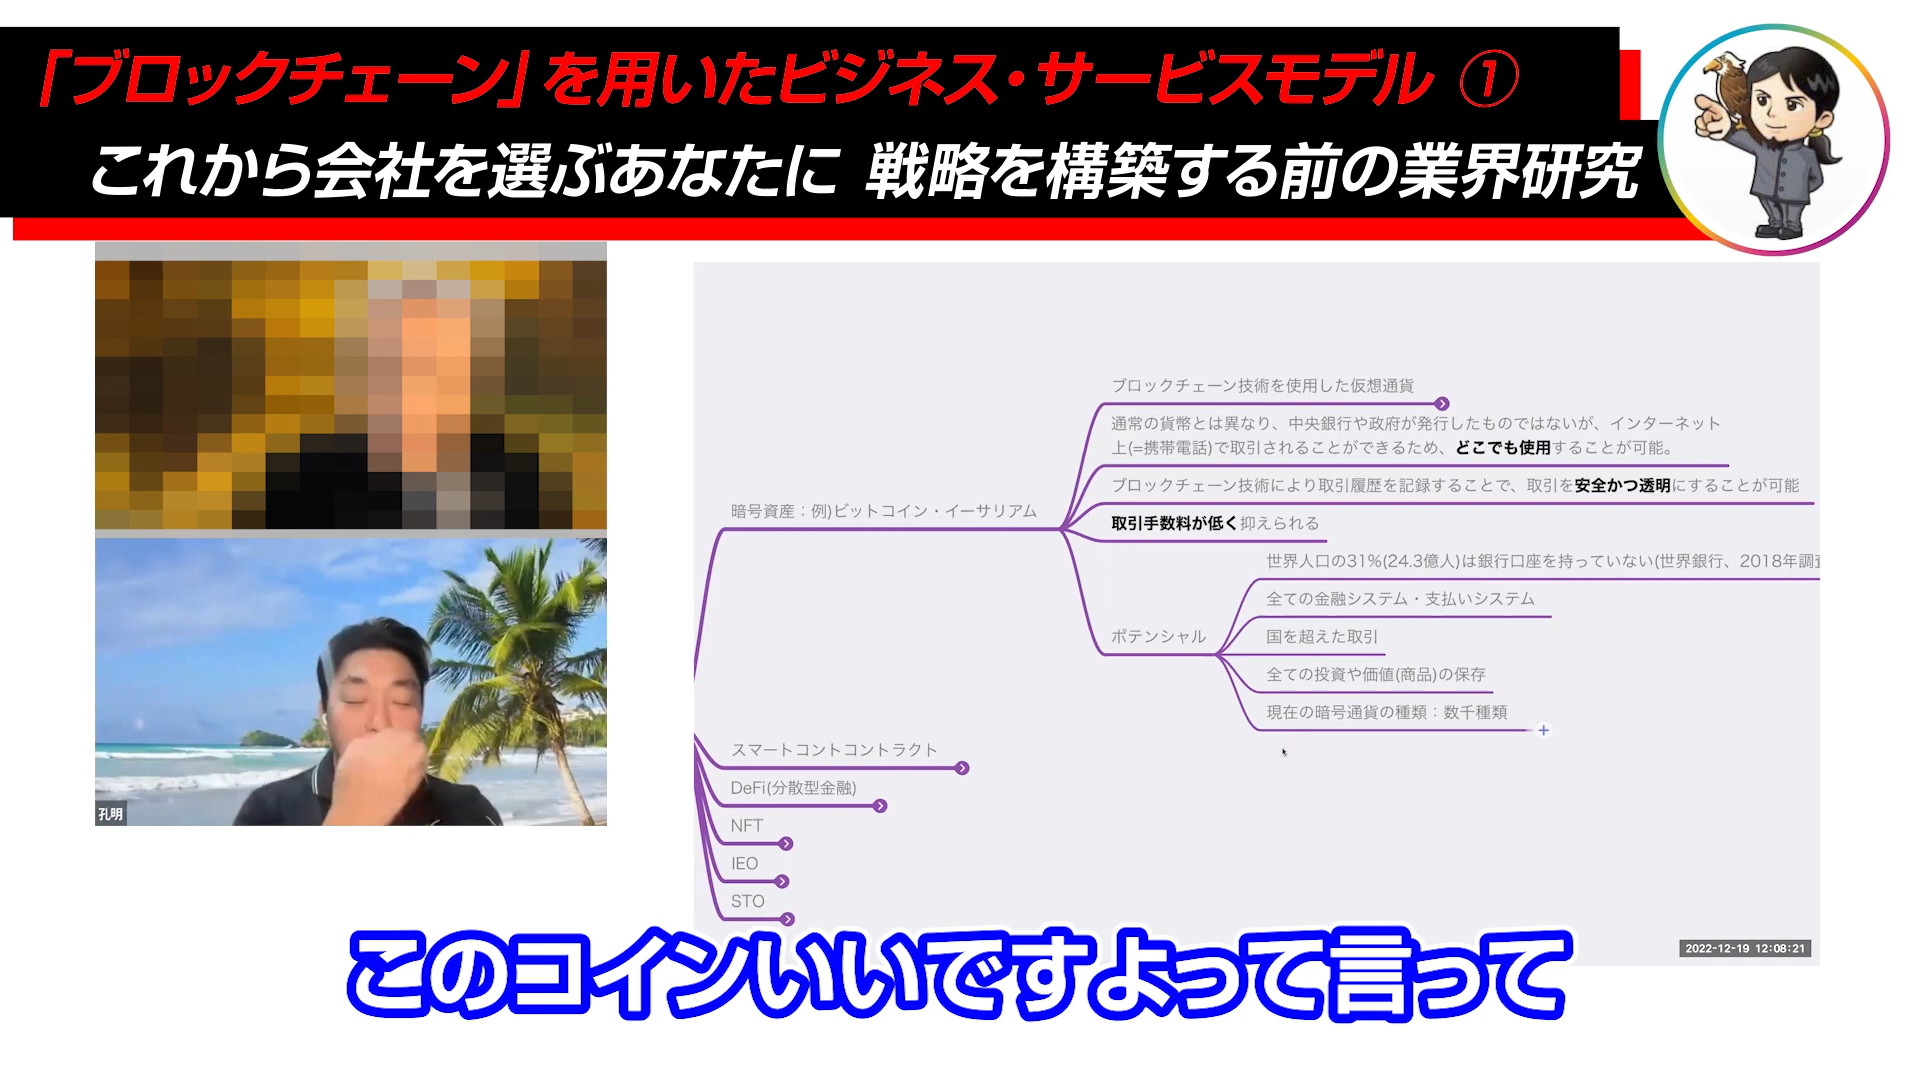 「ブロックチェーン」を用いたビジネス・サービスモデル ①
これから会社を選ぶあなたに 戦略を構築する前の業界研究
ブロックチェーン技術を使用した仮想通貨
通常の貨幣とは異なり、中央銀行や政府が発行したものではないが、インターネット
上(=携帯電話)で取引されることができるため、どこでも使用することが可能。
ブロックチェーン技術により取引履歴を記録することで、取引を安全かつ透明にすることが可能
暗号資産：例)ビットコイン・イーサリアム
取引手数料が低く抑えられる
世界人口の31%(24.3億人)は銀行口座を持っていない(世界銀行、2018年調査
全ての金融システム・支払いシステム
ポテンシャル
国を超えた取引
全ての投資や価値(商品)の保存
現在の暗号通貨の種類：数千種類
スマートコントコントラクト
DeFi(分散型金融)
NFT
IEO
STO
孔明
2022-12-19 12:08:21
このコインいいですよって言って